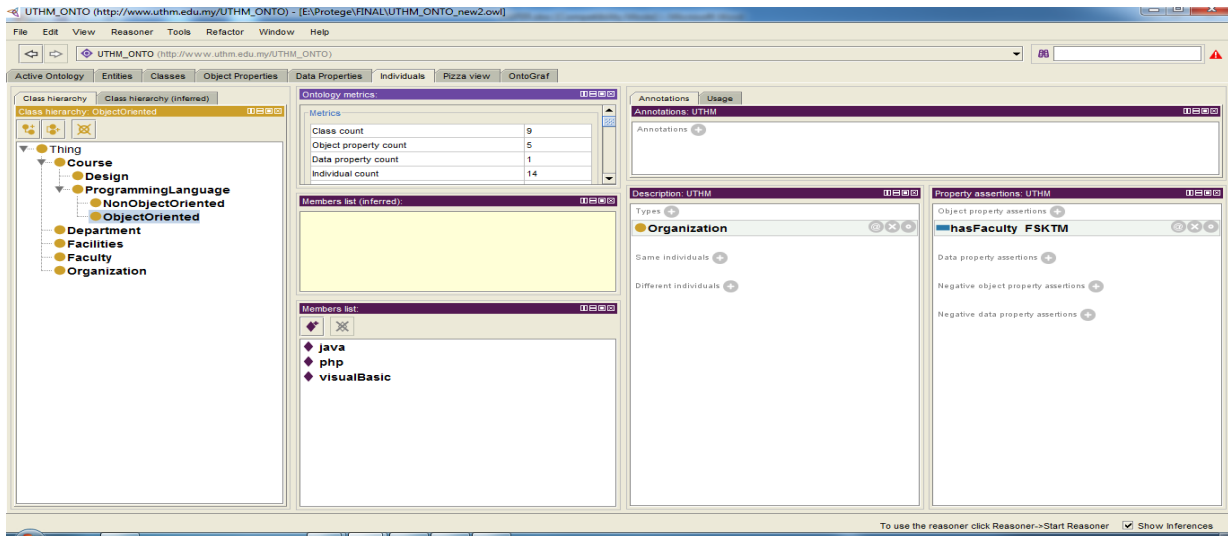 UTHM_ONTO (http://www.uthm.edu.my/UTHM_ONTO) - [E:\Protege\FINAL\UTHM_ONTO_new2.owl]
File Edit View Reasoner Tools Refactor Window Help
UTHM_ONTO (http://www.uthm.edu.my/UTHM_ONTO)
Active Ontology Entities Classes Object Properties Data Properties Individuals Pizza view OntoGraf
Class hierarchy Class hierarchy (inferred)
Class hierarchy: ObjectOriented
Thing
Course
Design
ProgrammingLanguage
NonObjectOriented
ObjectOriented
Department
Facilities
Faculty
Organization
Ontology metrics:
Metrics
Class count 9
Object property count 5
Data property count 1
Individual count 14
Members list (inferred):
Members list:
java
php
visualBasic
Annotations Usage
Annotations: UTHM
Annotations
Description: UTHM
Types
Organization
Same individuals
Different individuals
Property assertions: UTHM
Object property assertions
hasFaculty FSKTM
Data property assertions
Negative object property assertions
Negative data property assertions
To use the reasoner click Reasoner->Start Reasoner Show Inferences